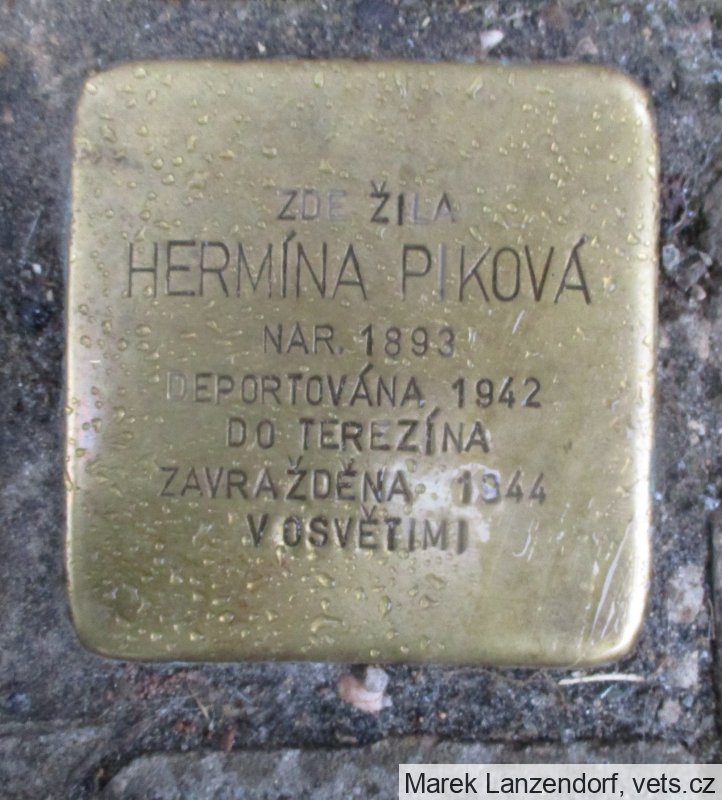 ZDE ŽILA
HERMÍNA PIKOVÁ
NAR. 1893
DEPORTOVÁNA 1942
DO TEREZÍNA
ZAVRAŽDĚNA 1944
V OSVĚTIMI
Marek Lanzendorf, vets.cz